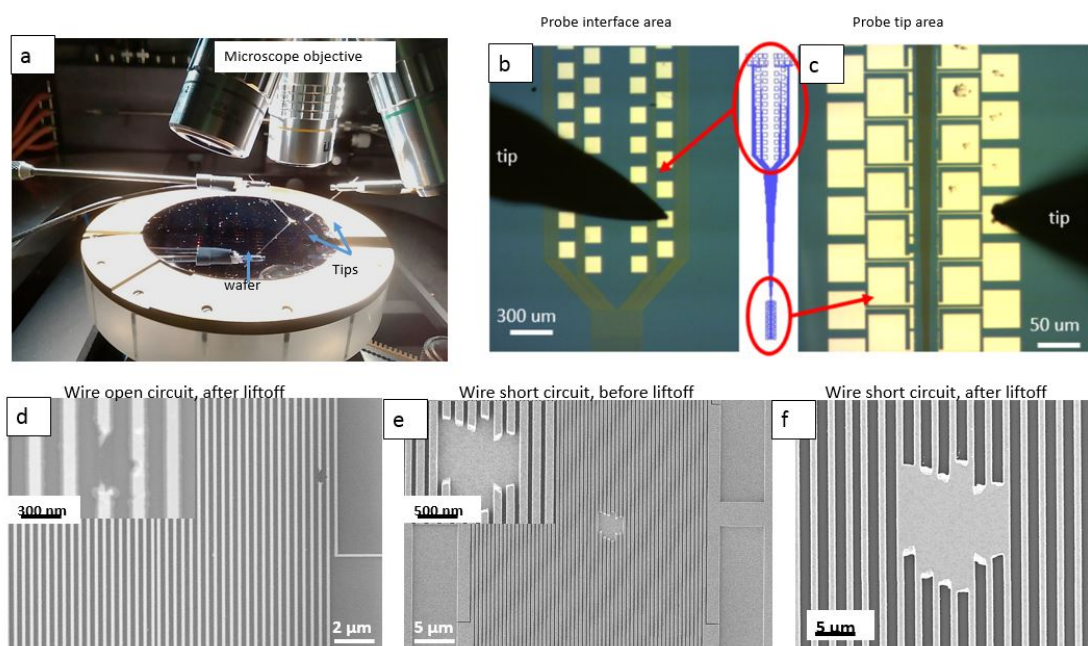 Probe interface area
Probe tip area
a
Microscope objective
Tips
wafer
b
tip
300 um
c
tip
50 um
Wire open circuit, after liftoff
d
300 nm
2 μm
Wire short circuit, before liftoff
e
500 nm
5 μm
Wire short circuit, after liftoff
f
5 μm